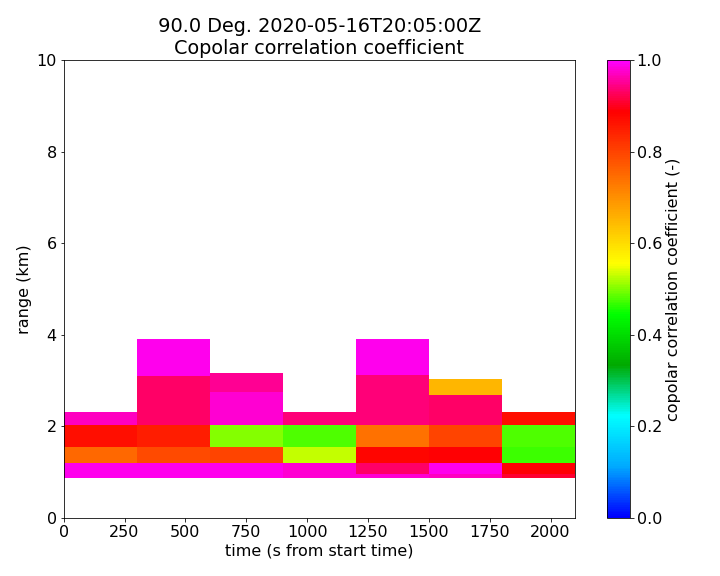 90.0 Deg. 2020-05-16T20:05:00Z
Copolar correlation coefficient
10
8
6
4
2
0
range (km)
0 250 500 750 1000 1250 1500 1750 2000
time (s from start time)
1.0
0.8
0.6
0.4
0.2
0.0
copolar correlation coefficient (-)